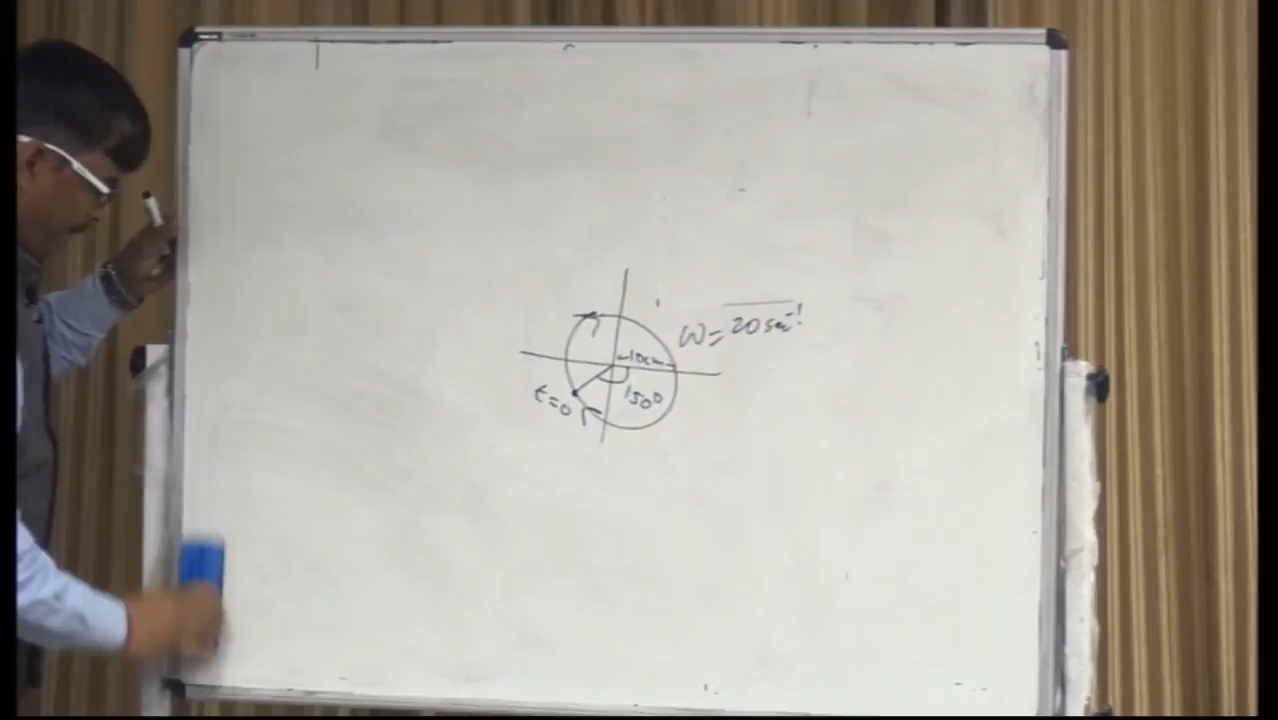 ω = 20 sec⁻¹
10cm
t=0
150°